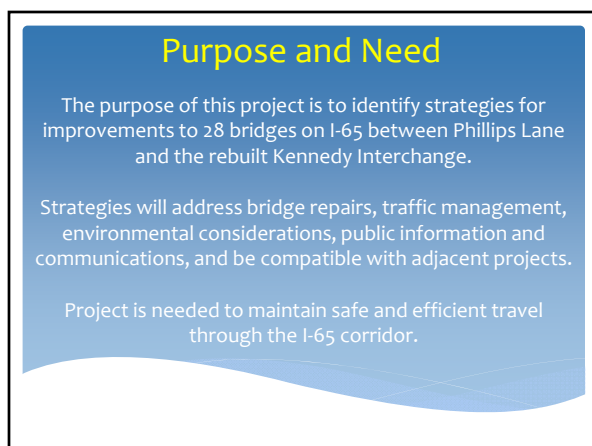 Purpose and Need
The purpose of this project is to identify strategies for
improvements to 28 bridges on I-65 between Phillips Lane
and the rebuilt Kennedy Interchange.
Strategies will address bridge repairs, traffic management,
environmental considerations, public information and
communications, and be compatible with adjacent projects.
Project is needed to maintain safe and efficient travel
through the I-65 corridor.